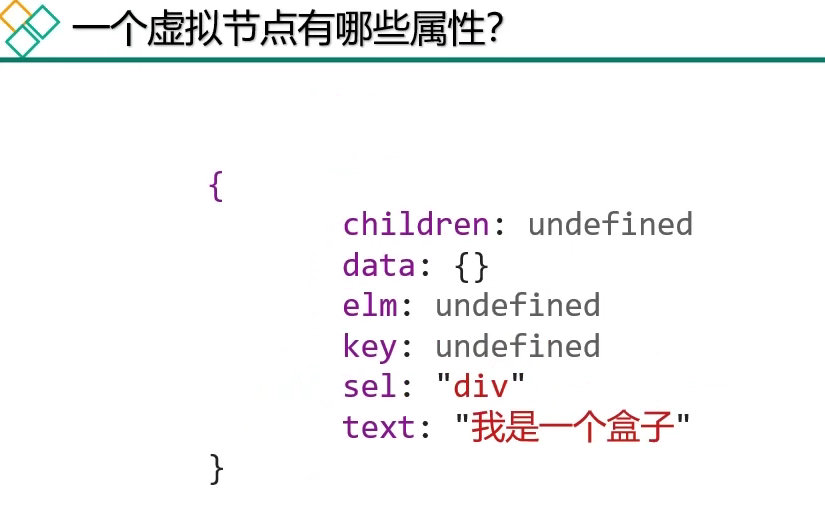 一个虚拟节点有哪些属性?
{
children: undefined
data: {}
elm: undefined
key: undefined
sel: "div"
text: "我是一个盒子"
}